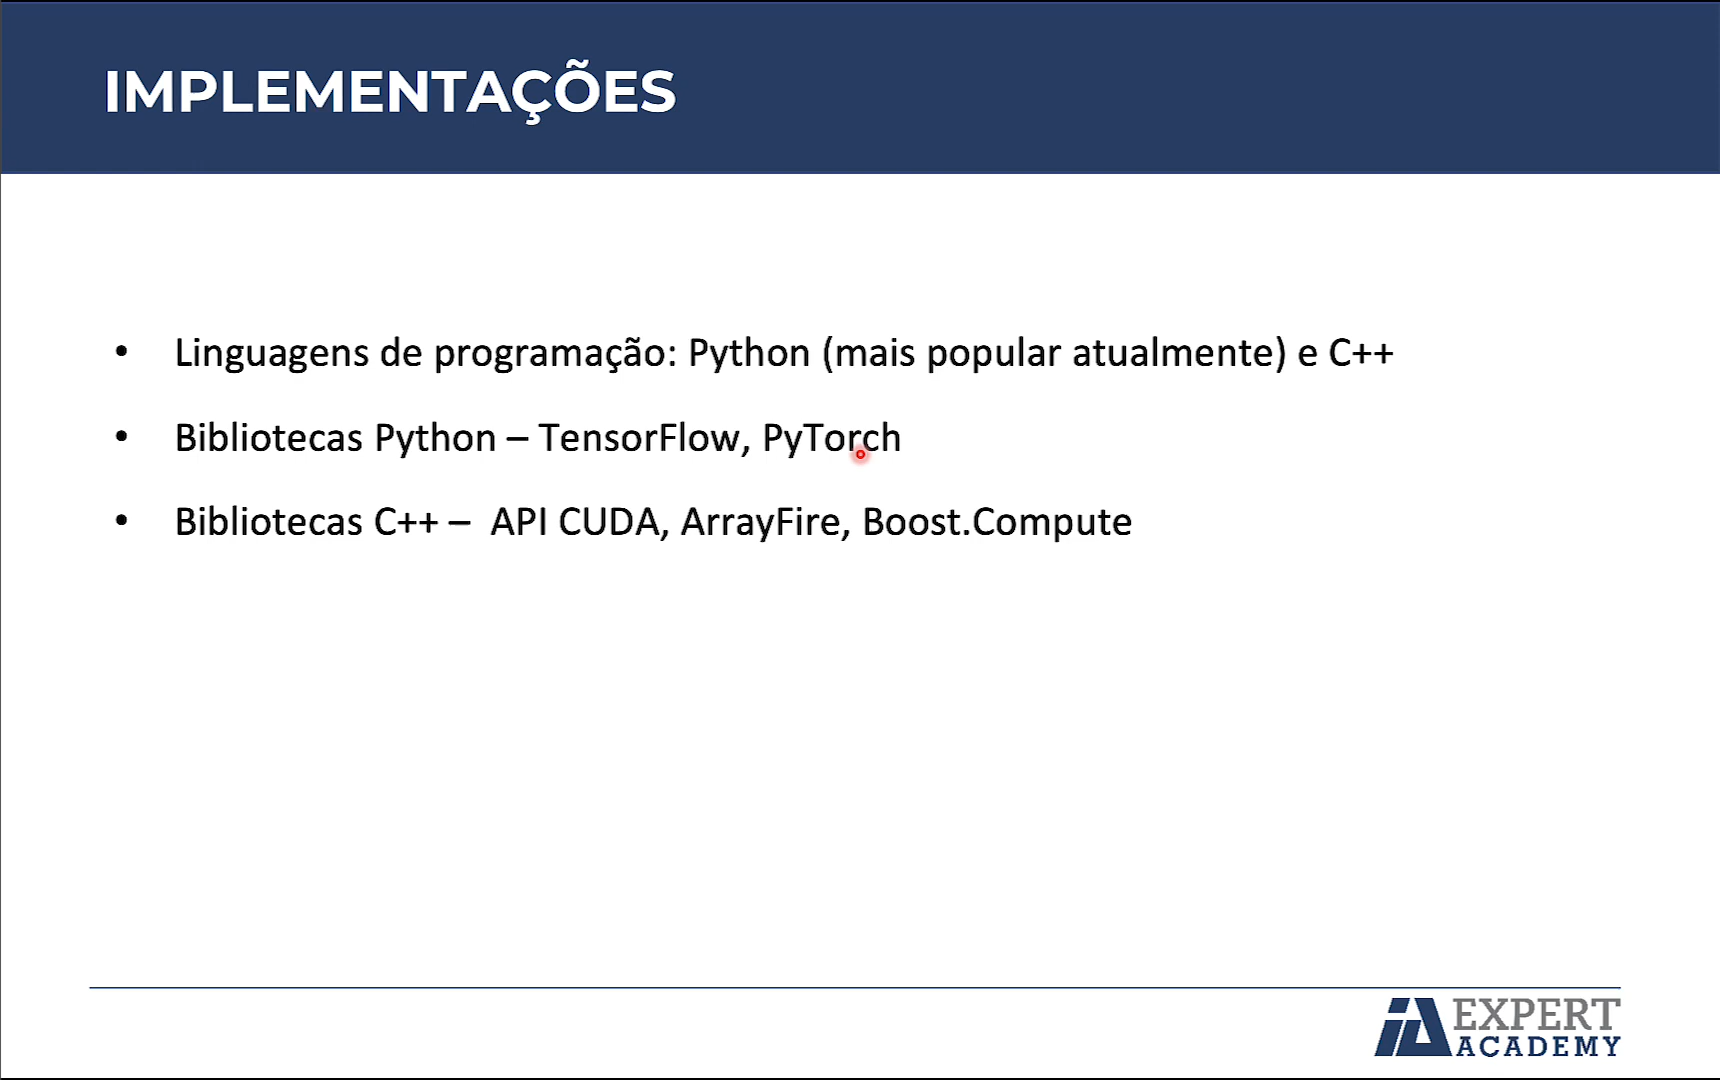 IMPLEMENTAÇÕES
• Linguagens de programação: Python (mais popular atualmente) e C++
• Bibliotecas Python – TensorFlow, PyTorch
• Bibliotecas C++ – API CUDA, ArrayFire, Boost.Compute
IA EXPERT
ACADEMY